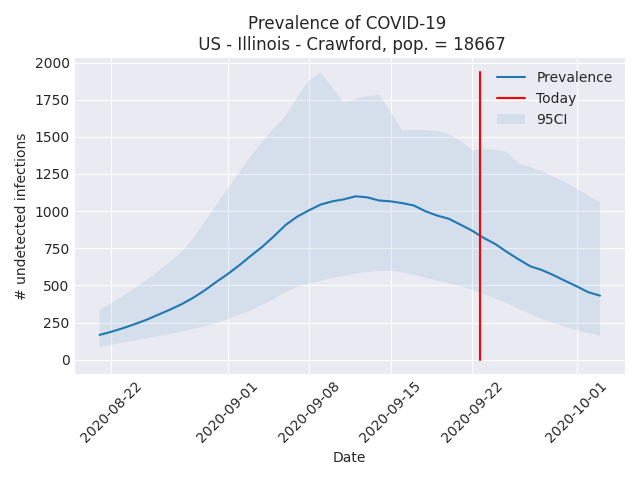 Prevalence of COVID-19
US - Illinois - Crawford, pop. = 18667
2000
1750
1500
1250
1000
750
500
250
0
# undetected infections
Prevalence
Today
95CI
2020-08-22
2020-09-01
2020-09-08
2020-09-15
2020-09-22
2020-10-01
Date